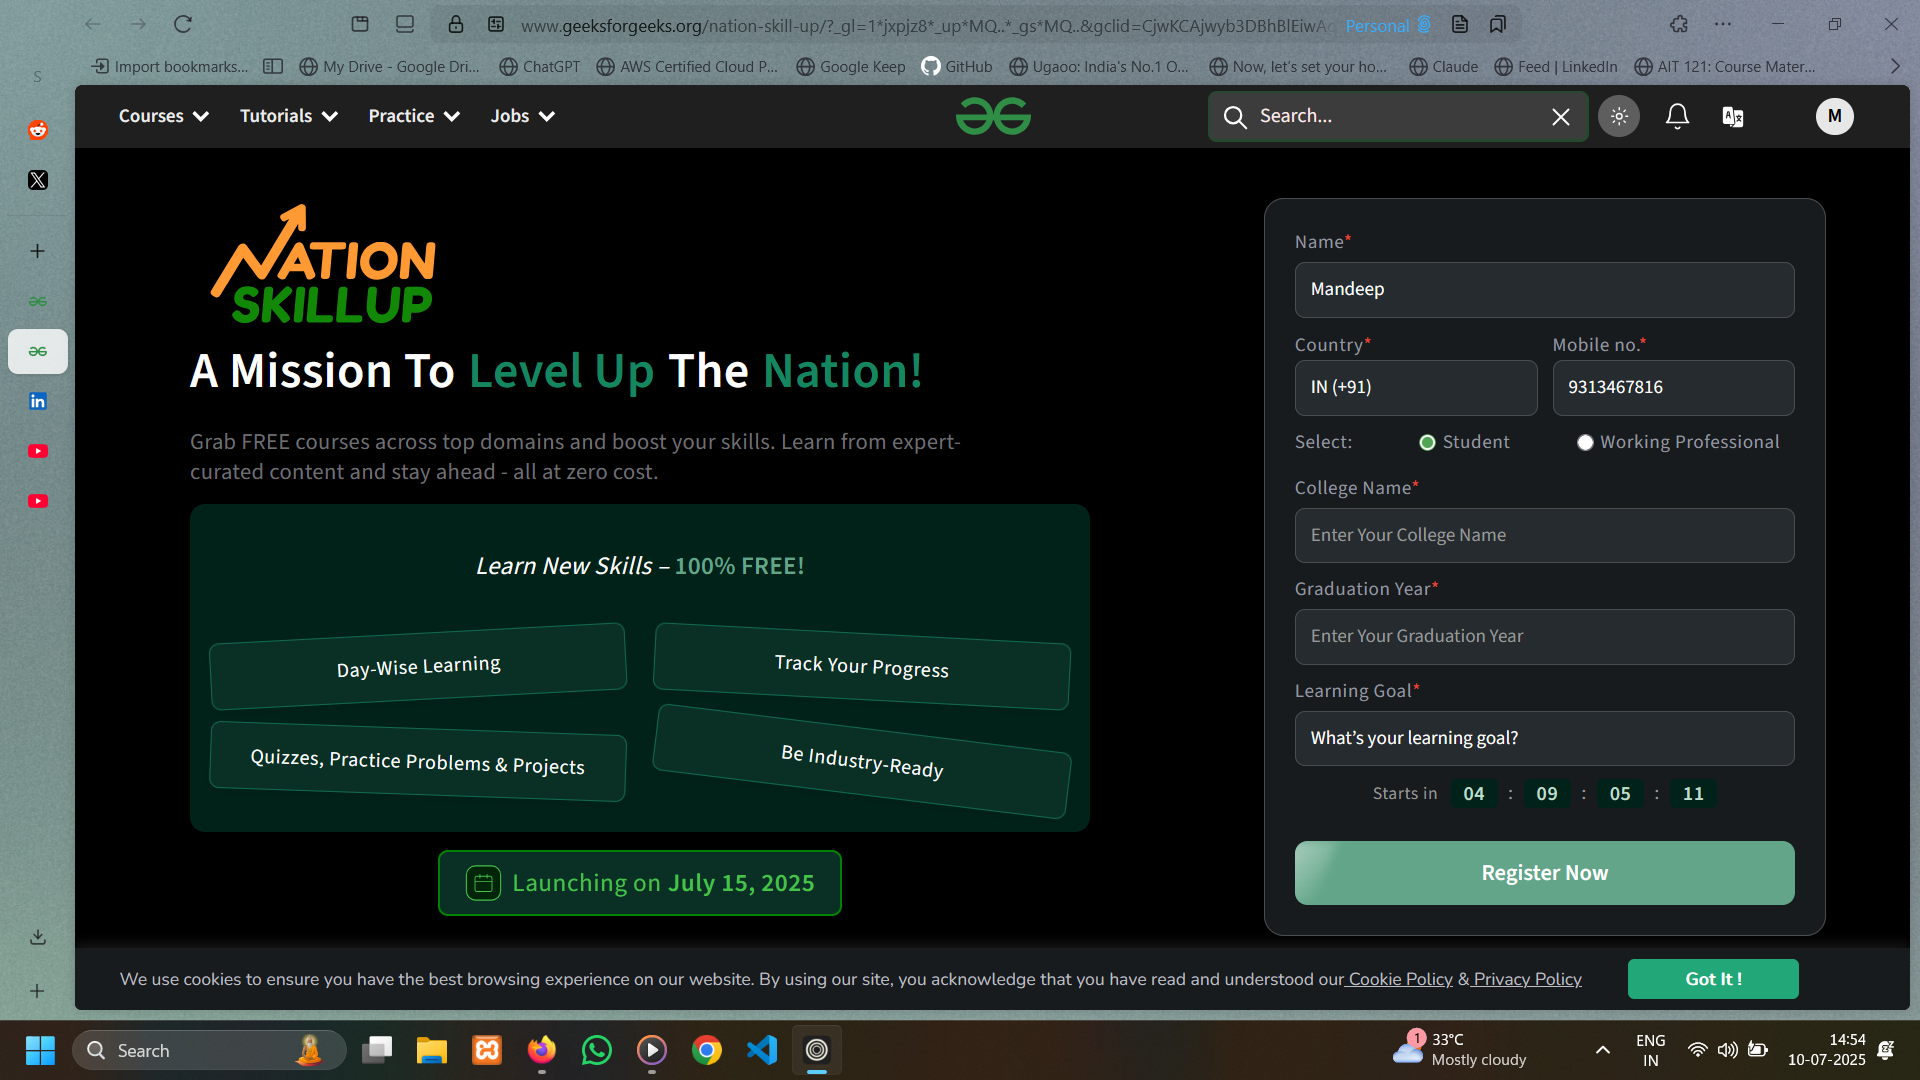 www.geeksforgeeks.org/nation-skill-up/?_gl=1*jxpjz8*_up*MQ..*_gs*MQ..&gclid=CjwKCAjwyb3DBhBlEiwA
Personal
S
Import bookmarks...
My Drive - Google Dri...
ChatGPT
AWS Certified Cloud P...
Google Keep
GitHub
Ugaoo: India's No.1 O...
Now, let's set your ho...
Claude
Feed | LinkedIn
AIT 121: Course Mater...
Courses
Tutorials
Practice
Jobs
Search...
M
NATION
SKILLUP
A Mission To Level Up The Nation!
Grab FREE courses across top domains and boost your skills. Learn from expert-
curated content and stay ahead - all at zero cost.
Learn New Skills – 100% FREE!
Day-Wise Learning
Track Your Progress
Quizzes, Practice Problems & Projects
Be Industry-Ready
Launching on July 15, 2025
Name*
Mandeep
Country*
Mobile no.*
IN (+91)
9313467816
Select:
Student
Working Professional
College Name*
Enter Your College Name
Graduation Year*
Enter Your Graduation Year
Learning Goal*
What's your learning goal?
Starts in 04 : 09 : 05 : 11
Register Now
We use cookies to ensure you have the best browsing experience on our website. By using our site, you acknowledge that you have read and understood our Cookie Policy & Privacy Policy
Got It !
Search
1
33°C
Mostly cloudy
ENG
IN
14:54
10-07-2025